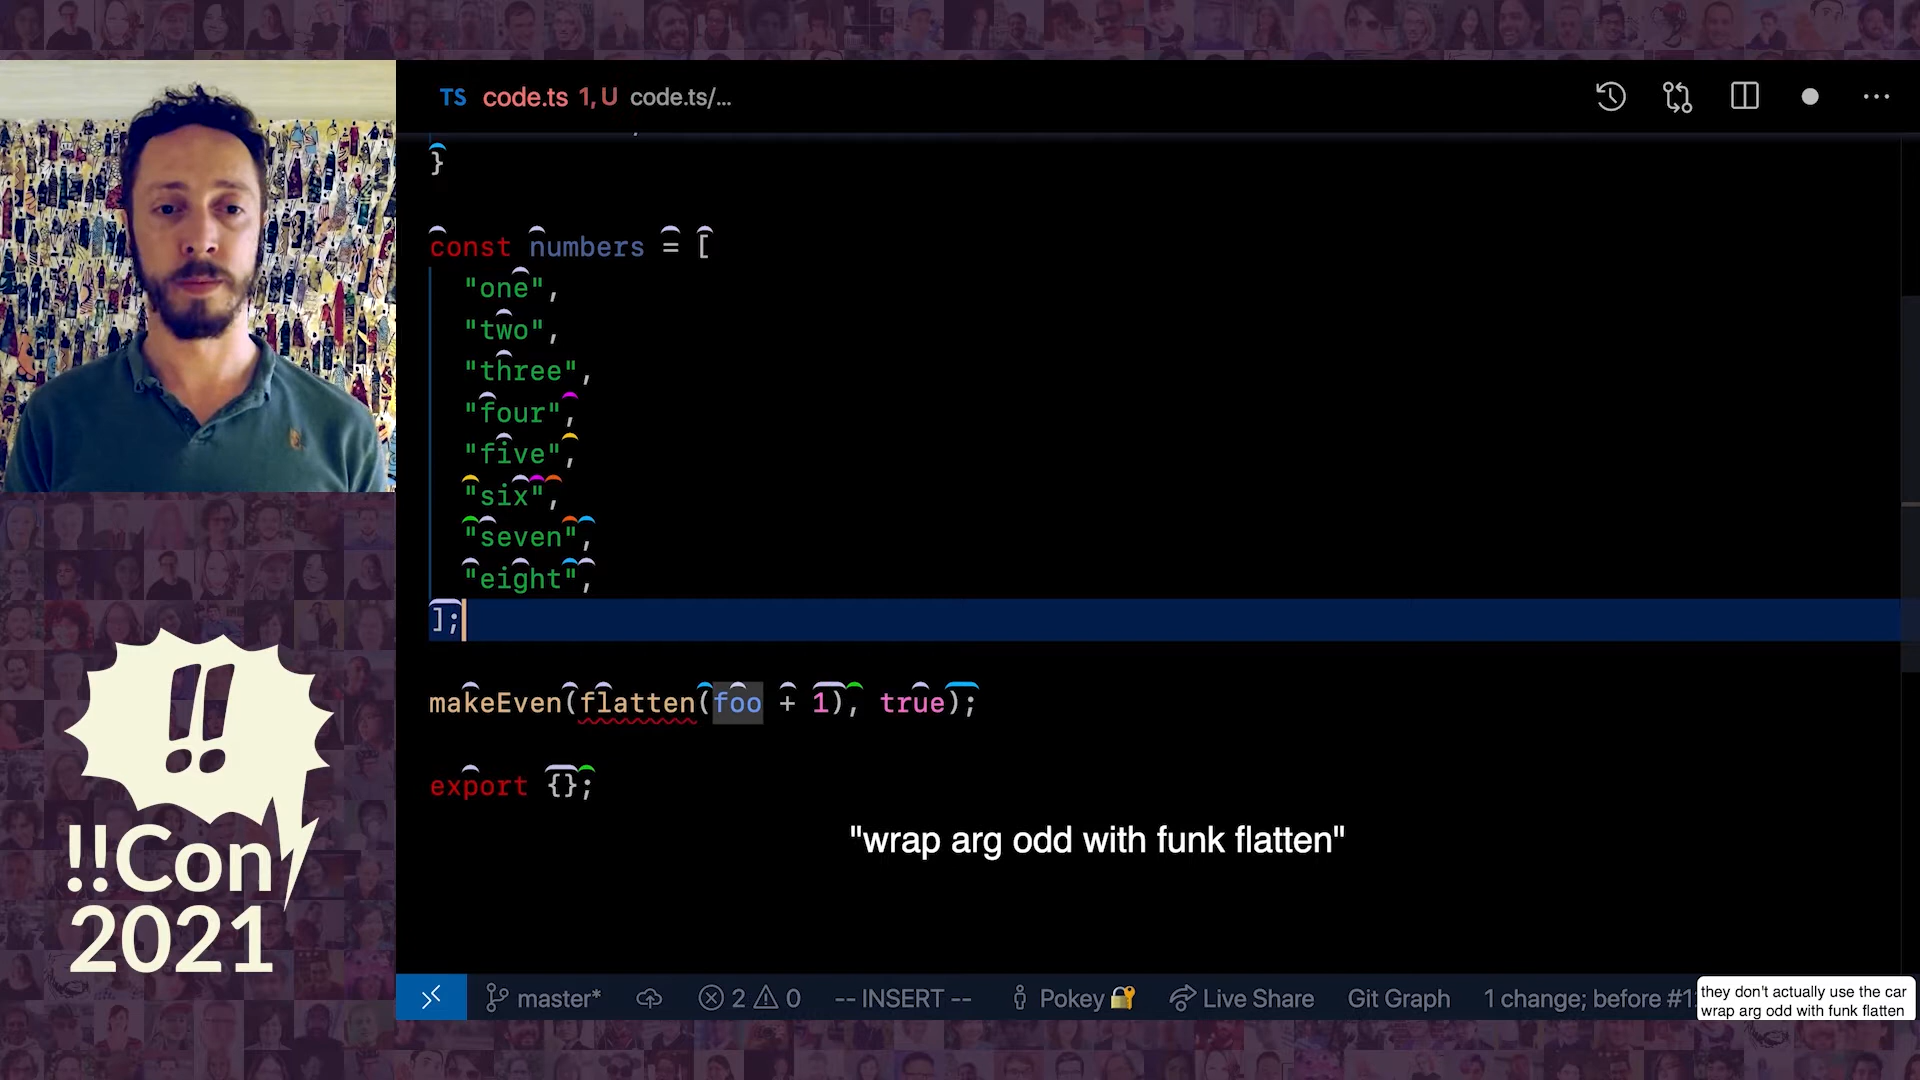 TS code.ts 1, U code.ts/...
}
const numbers = [
"one",
"two",
"three",
"four",
"five",
"six",
"seven",
"eight",
];
makeEven(flatten(foo + 1), true);
export {};
"wrap arg odd with funk flatten"
!!
!!Con
2021
master* 2 0 -- INSERT -- Pokey Live Share Git Graph 1 change; before #1
they don't actually use the car
wrap arg odd with funk flatten